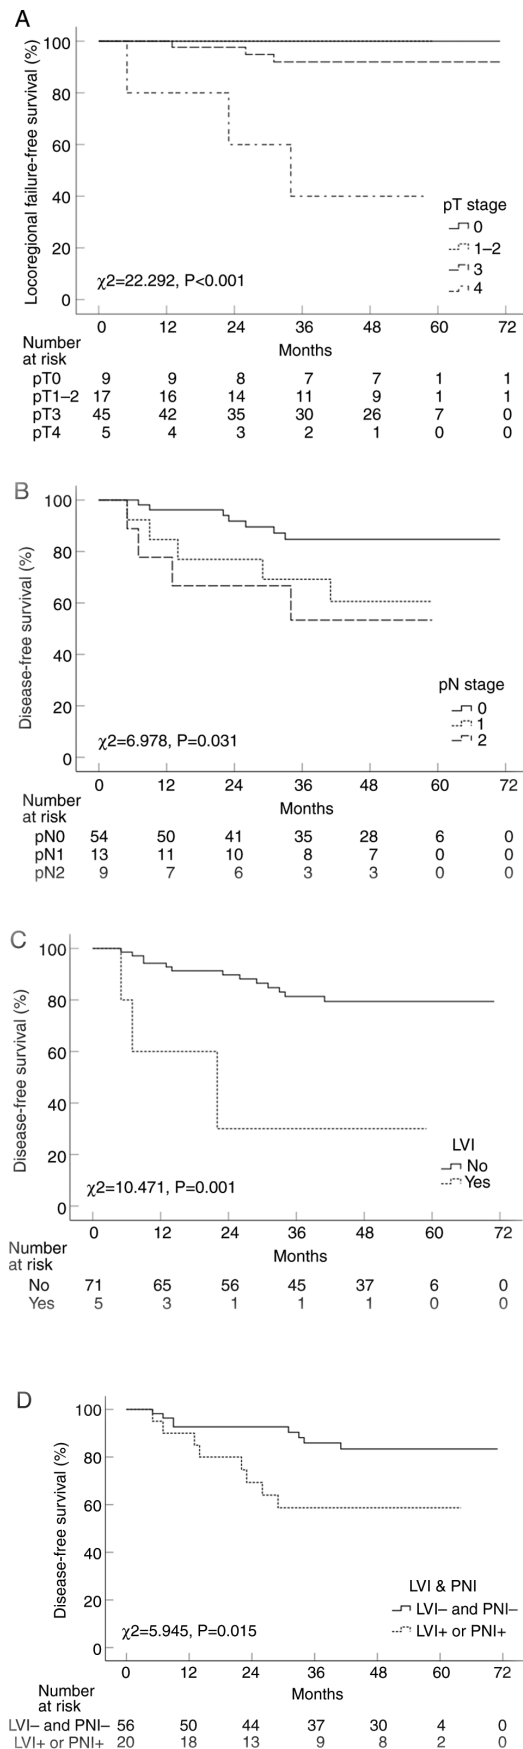 A
Locoregional failure-free survival (%)
100
80
60
40
20
0
pT stage
0
1–2
3
4
χ2=22.292, P<0.001
0 12 24 36 48 60 72
Months
Number
at risk
pT0 9 9 8 7 7 1 1
pT1–2 17 16 14 11 9 1 1
pT3 45 42 35 30 26 7 0
pT4 5 4 3 2 1 0 0
B
Disease-free survival (%)
100
80
60
40
20
0
pN stage
0
1
2
χ2=6.978, P=0.031
0 12 24 36 48 60 72
Months
Number
at risk
pN0 54 50 41 35 28 6 0
pN1 13 11 10 8 7 0 0
pN2 9 7 6 3 3 0 0
C
Disease-free survival (%)
100
80
60
40
20
0
LVI
No
Yes
χ2=10.471, P=0.001
0 12 24 36 48 60 72
Months
Number
at risk
No 71 65 56 45 37 6 0
Yes 5 3 1 1 1 0 0
D
Disease-free survival (%)
100
80
60
40
20
0
LVI & PNI
LVI– and PNI–
LVI+ or PNI+
χ2=5.945, P=0.015
0 12 24 36 48 60 72
Months
Number
at risk
LVI– and PNI– 56 50 44 37 30 4 0
LVI+ or PNI+ 20 18 13 9 8 2 0